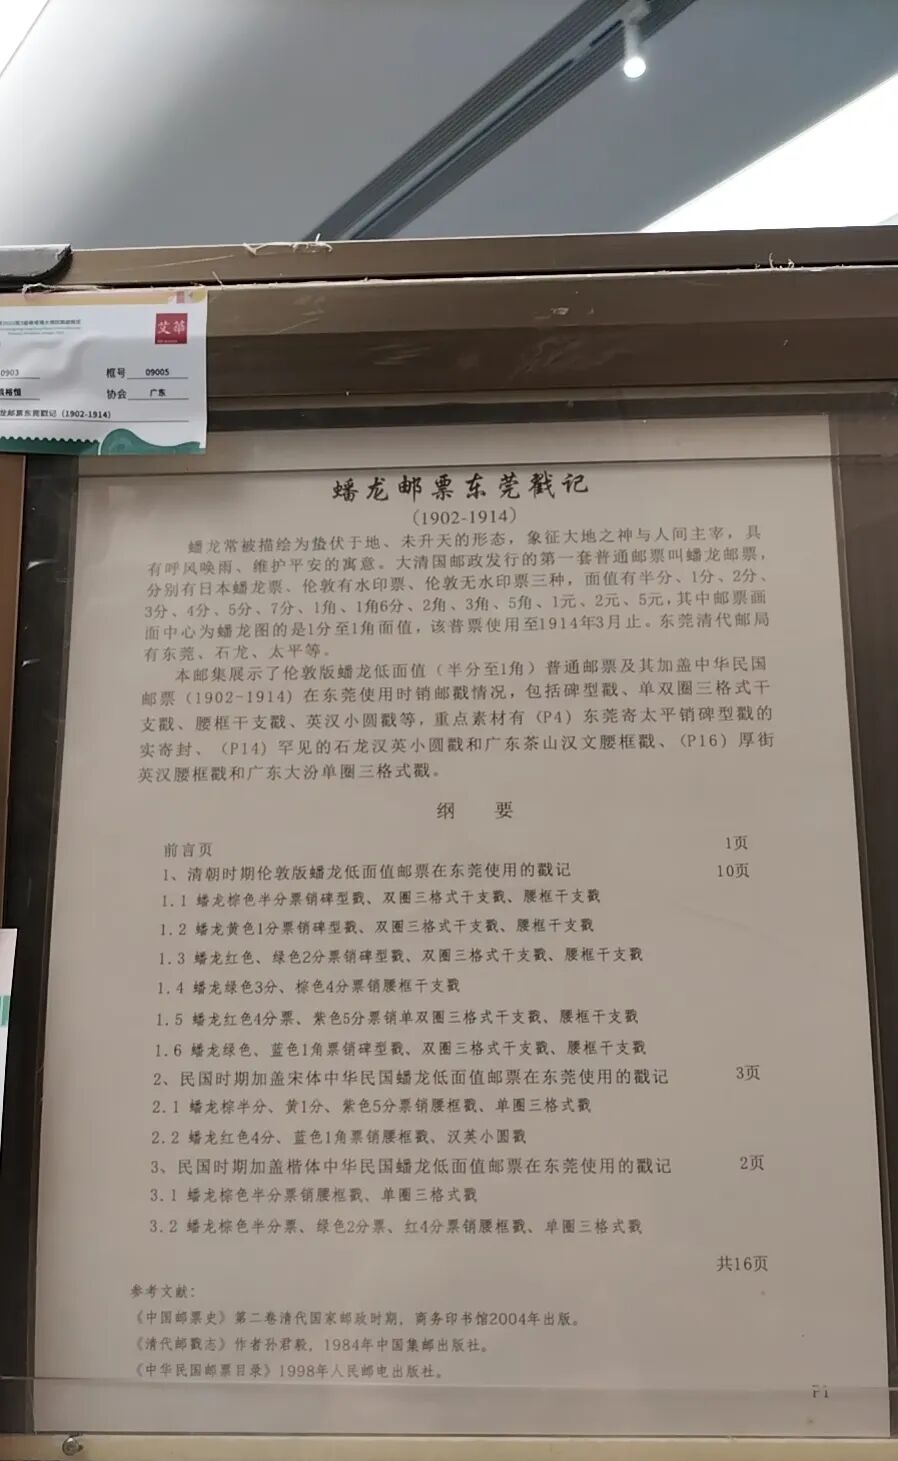 艾苐
0903
框号 09005
裕恒
协会 广东
龙邮票东莞戳记（1902-1914）
蟠龙邮票东莞戳记
（1902-1914）
蟠龙常被描绘为蛰伏于地、未升天的形态，象征大地之神与人间主宰，具
有呼风唤雨、维护平安的寓意。大清国邮政发行的第一套普通邮票叫蟠龙邮票，
分别有日本蟠龙票、伦敦有水印票、伦敦无水印票三种，面值有半分、1分、2分、
3分、4分、5分、7分、1角、1角6分、2角、3角、5角、1元、2元、5元，其中邮票画
面中心为蟠龙图的是1分至1角面值，该普票使用至1914年3月止。东莞清代邮局
有东莞、石龙、太平等。
本邮集展示了伦敦版蟠龙低面值（半分至1角）普通邮票及其加盖中华民国
邮票（1902-1914）在东莞使用时销邮戳情况，包括碑型戳、单双圈三格式干
支戳、腰框干支戳、英汉小圆戳等，重点素材有（P4）东莞寄太平销碑型戳的
实寄封、（P14）罕见的石龙汉英小圆戳和广东茶山汉文腰框戳、（P16）厚街
英汉腰框戳和广东大汾单圈三格式戳。
纲 要
前言页 1页
1、清朝时期伦敦版蟠龙低面值邮票在东莞使用的戳记 10页
1.1 蟠龙棕色半分票销碑型戳、双圈三格式干支戳、腰框干支戳
1.2 蟠龙黄色1分票销碑型戳、双圈三格式干支戳、腰框干支戳
1.3 蟠龙红色、绿色2分票销碑型戳、双圈三格式干支戳、腰框干支戳
1.4 蟠龙绿色3分、棕色4分票销腰框干支戳
1.5 蟠龙红色4分票、紫色5分票销单双圈三格式干支戳、腰框干支戳
1.6 蟠龙绿色、蓝色1角票销碑型戳、双圈三格式干支戳、腰框干支戳
2、民国时期加盖宋体中华民国蟠龙低面值邮票在东莞使用的戳记 3页
2.1 蟠龙棕半分、黄1分、紫色5分票销腰框戳、单圈三格式戳
2.2 蟠龙红色4分、蓝色1角票销腰框戳、汉英小圆戳
3、民国时期加盖楷体中华民国蟠龙低面值邮票在东莞使用的戳记 2页
3.1 蟠龙棕色半分票销腰框戳、单圈三格式戳
3.2 蟠龙棕色半分票、绿色2分票、红4分票销腰框戳、单圈三格式戳
共16页
参考文献：
《中国邮票史》第二卷清代国家邮政时期，商务印书馆2004年出版。
《清代邮戳志》作者孙君毅，1984年中国集邮出版社。
《中华民国邮票目录》1998年人民邮电出版社。
P1